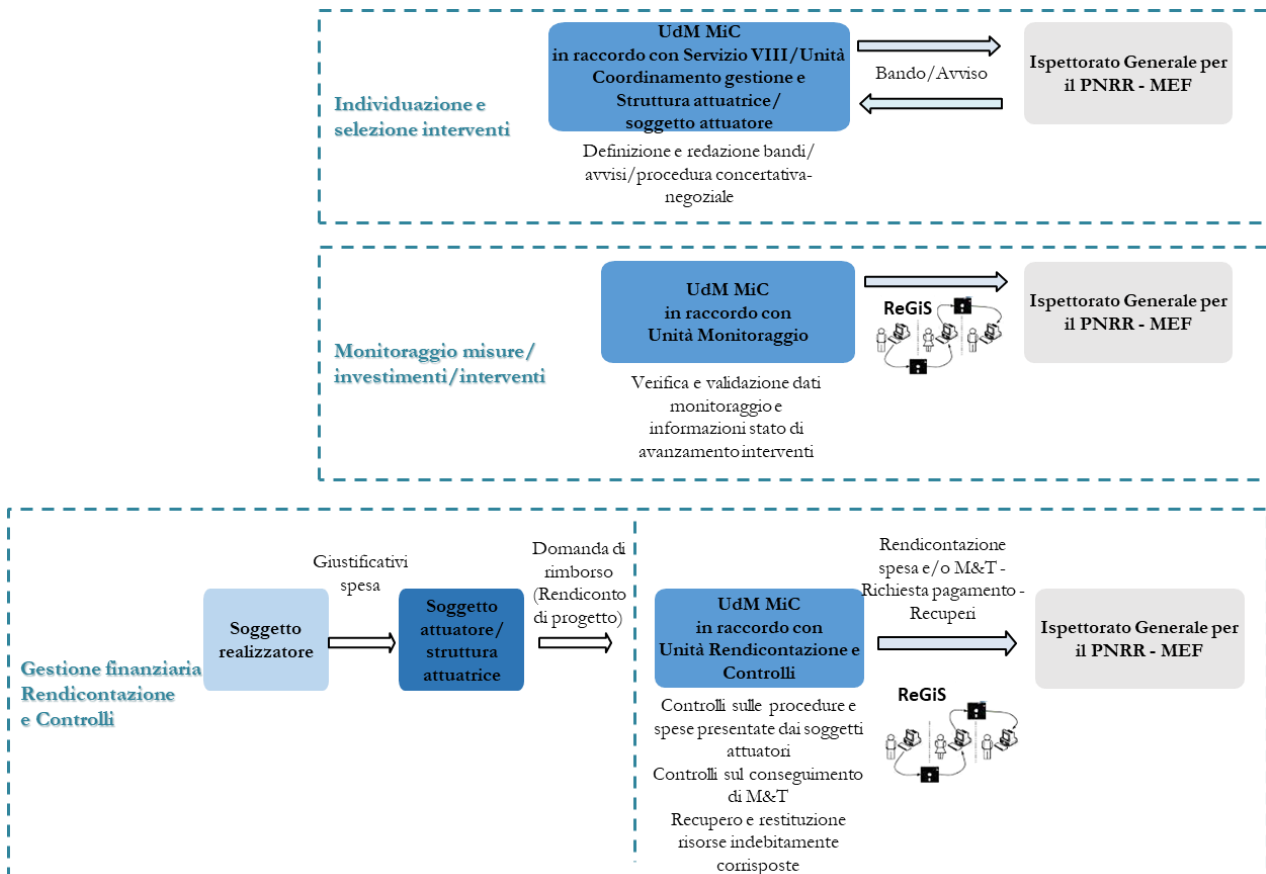 Individuazione e
selezione interventi
UdM MiC
in raccordo con Servizio VIII/Unità
Coordinamento gestione e
Struttura attuatrice/
soggetto attuatore
Definizione e redazione bandi/
avvisi/procedura concertativa-
negoziale
Bando/Avviso
Ispettorato Generale per
il PNRR - MEF
Monitoraggio misure/
investimenti/interventi
UdM MiC
in raccordo con
Unità Monitoraggio
Verifica e validazione dati
monitoraggio e
informazioni stato di
avanzamento interventi
ReGiS
Ispettorato Generale per
il PNRR - MEF
Gestione finanziaria
Rendicontazione
e Controlli
Soggetto
realizzatore
Giustificativi
spesa
Soggetto
attuatore/
struttura
attuatrice
Domanda di
rimborso
(Rendiconto
di progetto)
UdM MiC
in raccordo con
Unità Rendicontazione e
Controlli
Controlli sulle procedure e
spese presentate dai soggetti
attuatori
Controlli sul conseguimento
di M&T
Recupero e restituzione
risorse indebitamente
corrisposte
Rendicontazione
spesa e/o M&T -
Richiesta pagamento -
Recuperi
ReGiS
Ispettorato Generale per
il PNRR - MEF